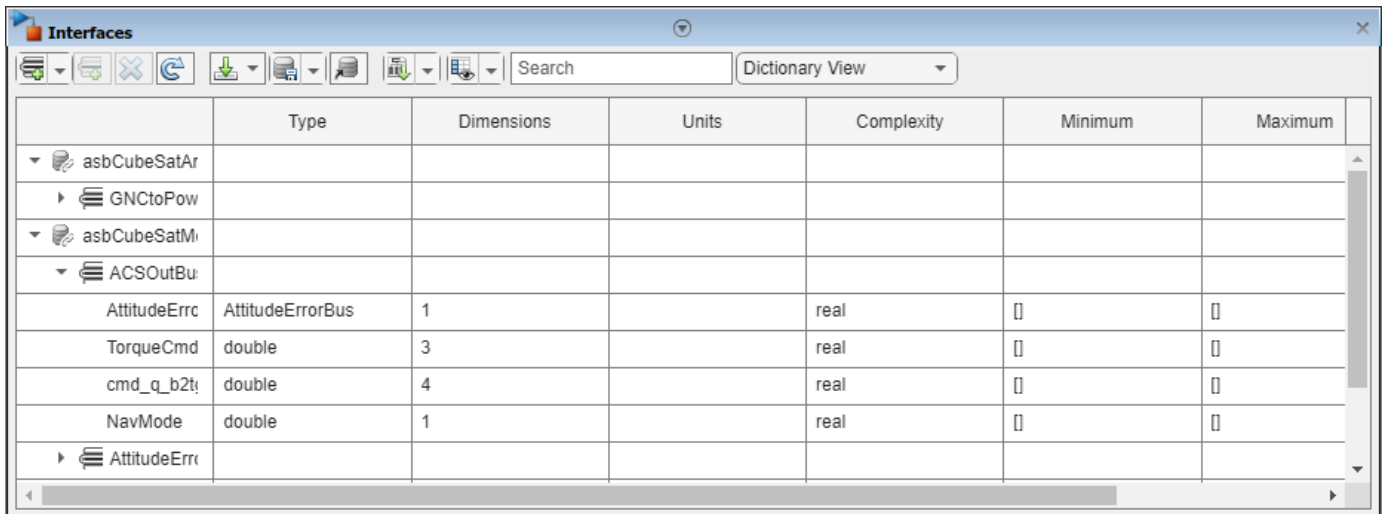 Interfaces
Search Dictionary View
Type Dimensions Units Complexity Minimum Maximum
asbCubeSatAr
GNCtoPow
asbCubeSatM
ACSOutBu
AttitudeErrc AttitudeErrorBus 1 real [] []
TorqueCmd double 3 real [] []
cmd_q_b2t double 4 real [] []
NavMode double 1 real [] []
AttitudeErr